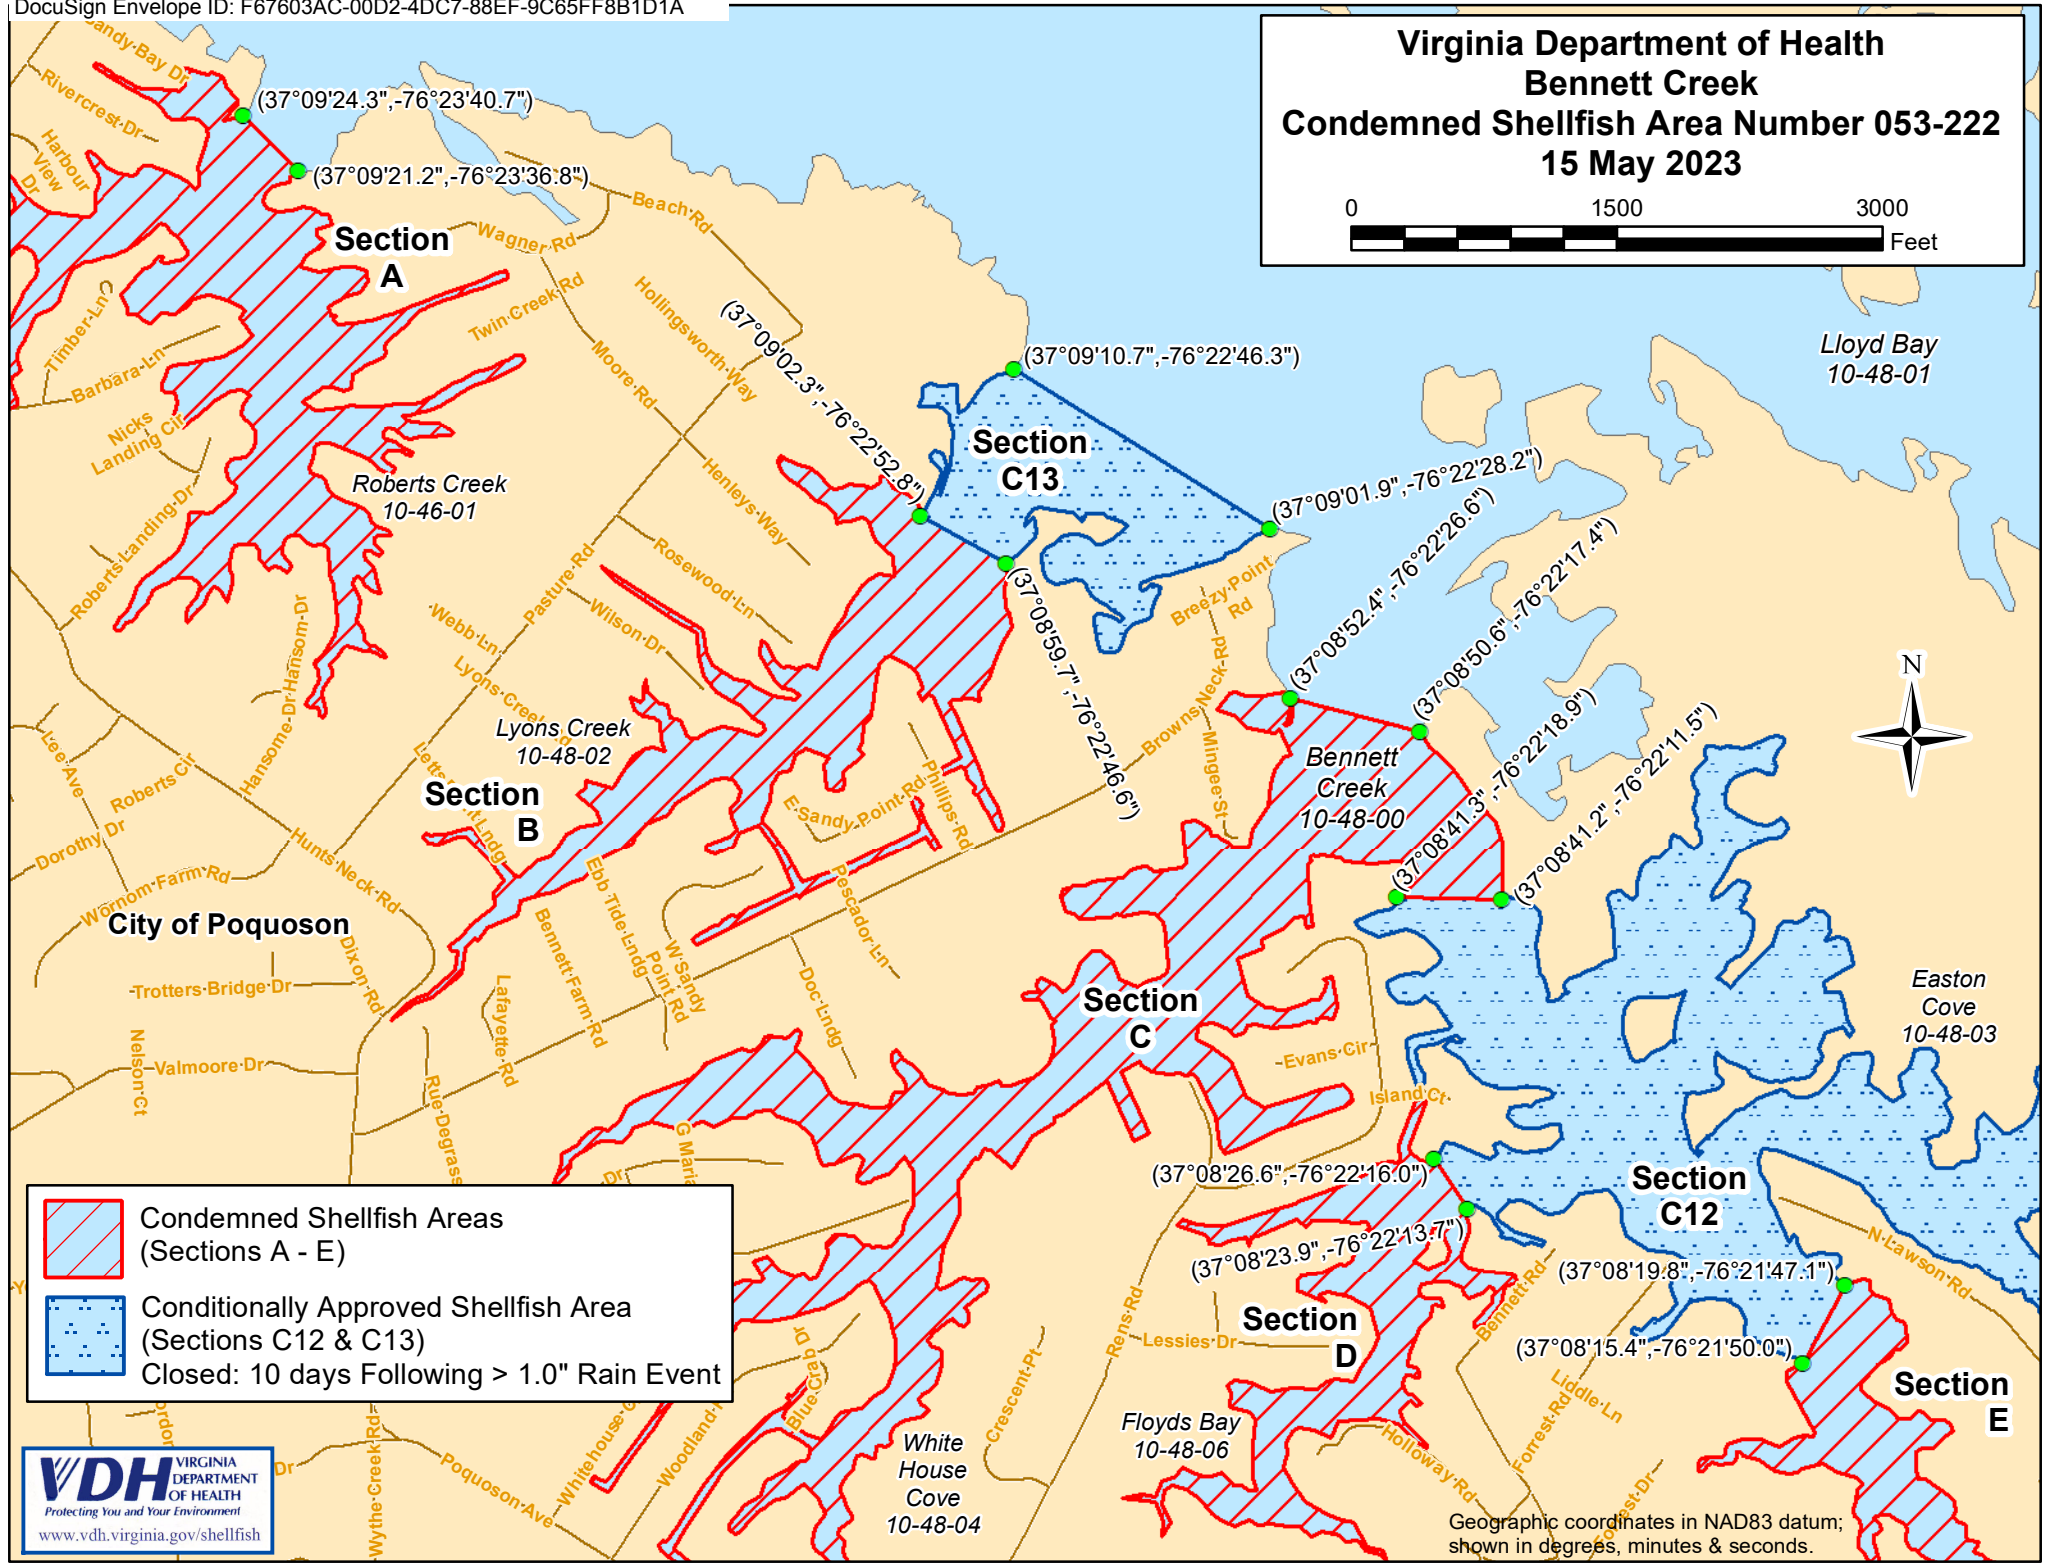 DocuSign Envelope ID: F67603AC-00D2-4DC7-88EF-9C65FF8B1D1A
Virginia Department of Health
Bennett Creek
Condemned Shellfish Area Number 053-222
15 May 2023
0 1500 3000
Feet
Sandy Bay Dr
Rivercrest Dr
Harbour
View
Dr
(37°09'24.3",-76°23'40.7")
(37°09'21.2",-76°23'36.8")
Section
A
Wagner Rd
Beach Rd
Twin Creek Rd
Hollingsworth Way
Moore Rd
Timber Ln
Barbara Ln
Nicks
Landing Cir
Roberts Landing Dr
Roberts Creek
10-46-01
Henleys Way
(37°09'02.3",-76°22'52.8")
(37°09'10.7",-76°22'46.3")
Section
C13
(37°09'01.9",-76°22'28.2")
(37°08'59.7",-76°22'46.6")
Lloyd Bay
10-48-01
(37°08'52.4",-76°22'26.6")
(37°08'50.6",-76°22'17.4")
(37°08'41.3",-76°22'18.9")
(37°08'41.2",-76°22'11.5")
N
Breezy Point
Rd
Browns Neck Rd
Mingee St
Pasture Rd
Rosewood Ln
Wilson Dr
Webb Ln
Lyons Creek
10-48-02
Section
B
Hansom Dr
Hansome Dr
Lee Ave
Roberts Cir
Dorothy Dr
Hunts Neck Rd
Wornom Farm Rd
City of Poquoson
Dixon Rd
Trotters Bridge Dr
Nelson Ct
Valmoore Dr
Lafayette Rd
Rue Degrass
Bennett Farm Rd
Ebb Tide Lndg
W Sandy
Point Rd
E Sandy Point Rd
Phillips Rd
Pescador Ln
Doc Lndg
Bennett
Creek
10-48-00
Section
C
Evans Cir
Island Ct
Easton
Cove
10-48-03
Section
C12
(37°08'26.6",-76°22'16.0")
(37°08'23.9",-76°22'13.7")
(37°08'19.8",-76°21'47.1")
(37°08'15.4",-76°21'50.0")
N Lawson Rd
Section
D
Section
E
Rens Rd
Lessies Dr
Bennett Rd
Crescent Pt
Liddle Ln
Forrest Rd
Forrest Dr
Holloway Rd
Floyds Bay
10-48-06
White
House
Cove
10-48-04
Blue Crab Dr
Poquoson Ave
Wythe Creek Rd
Condemned Shellfish Areas
(Sections A - E)
Conditionally Approved Shellfish Area
(Sections C12 & C13)
Closed: 10 days Following > 1.0" Rain Event
VDH VIRGINIA
DEPARTMENT
OF HEALTH
Protecting You and Your Environment
www.vdh.virginia.gov/shellfish
Geographic coordinates in NAD83 datum;
shown in degrees, minutes & seconds.